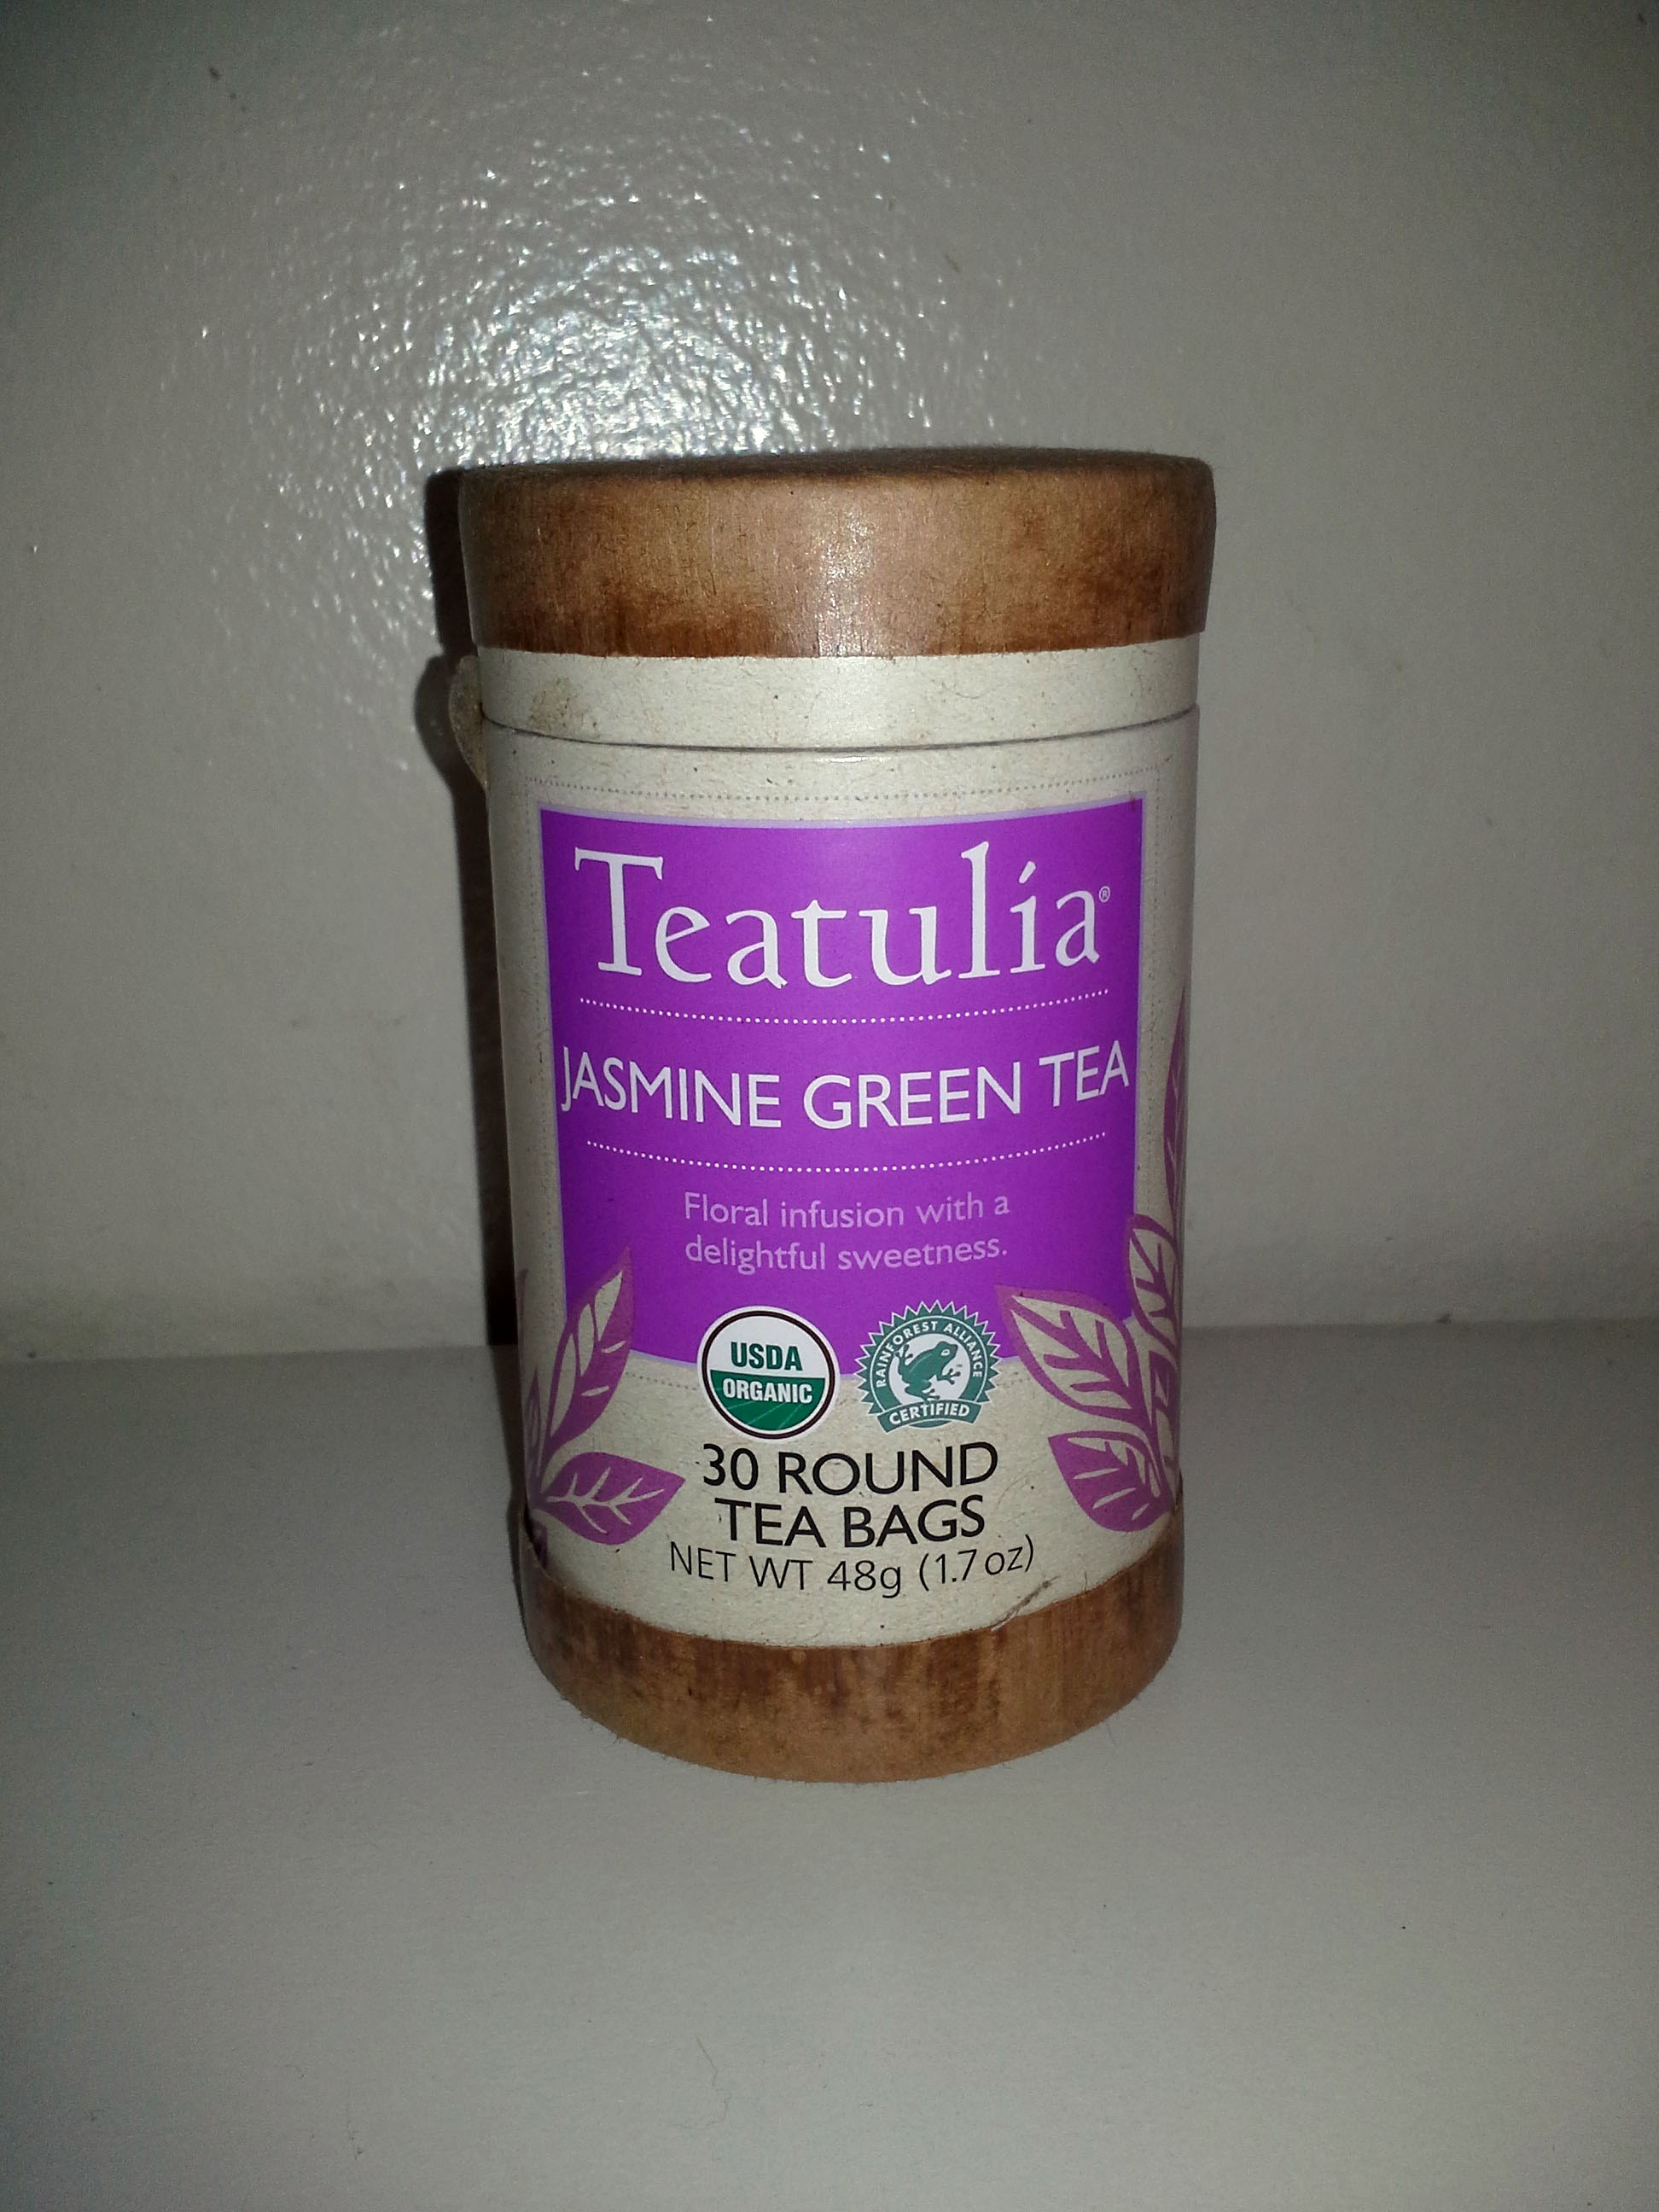 Teatulia®
JASMINE GREEN TEA
Floral infusion with a
delightful sweetness.
USDA
ORGANIC
RAINFOREST ALLIANCE
CERTIFIED
30 ROUND
TEA BAGS
NET WT 48g (1.7 oz)